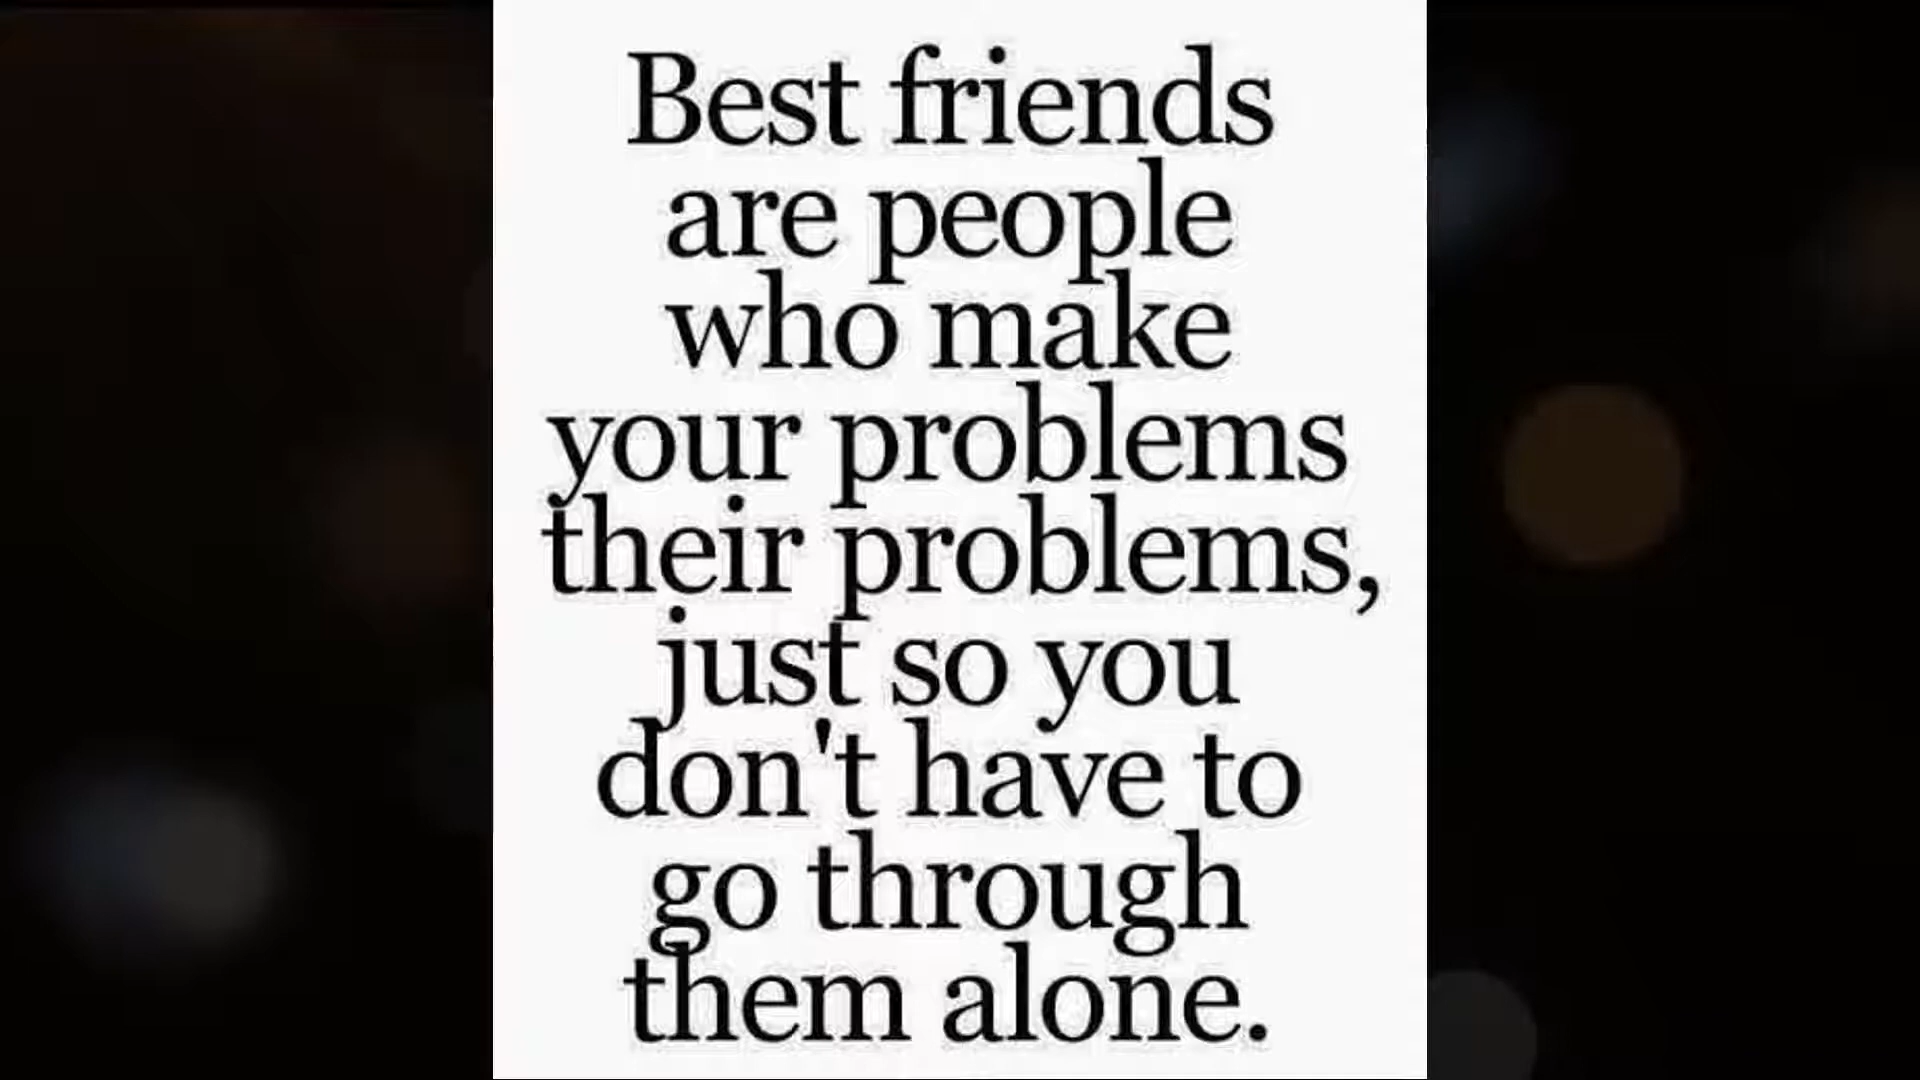 Best friends
are people
who make
your problems
their problems,
just so you
don't have to
go through
them alone.